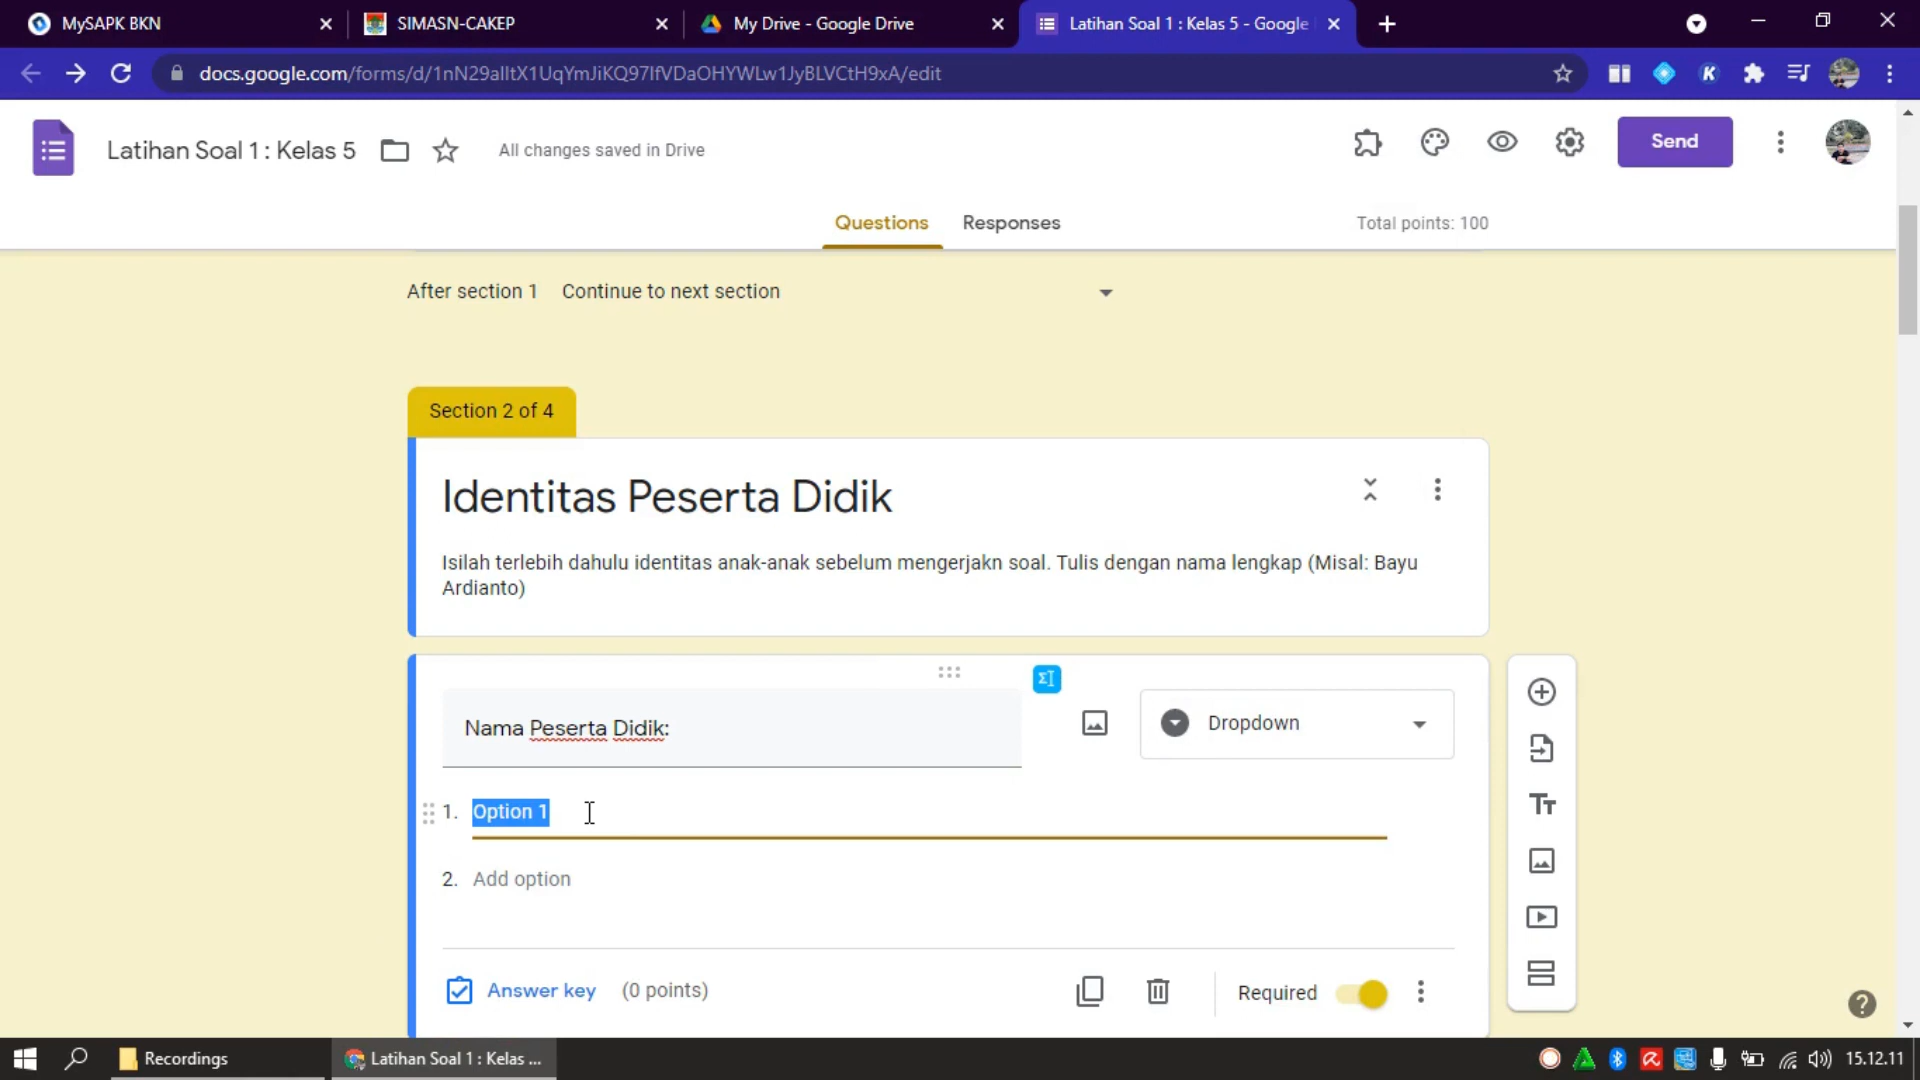 MySAPK BKN
SIMASN-CAKEP
My Drive - Google Drive
Latihan Soal 1 : Kelas 5 - Google
docs.google.com/forms/d/1nN29alItX1UqYmJiKQ97IfVDaOHYWLw1JyBLVCtH9xA/edit
Latihan Soal 1 : Kelas 5
All changes saved in Drive
Send
Questions
Responses
Total points: 100
After section 1
Continue to next section
Section 2 of 4
Identitas Peserta Didik
Isilah terlebih dahulu identitas anak-anak sebelum mengerjakn soal. Tulis dengan nama lengkap (Misal: Bayu
Ardianto)
Nama Peserta Didik:
Dropdown
1. Option 1
2. Add option
Answer key
(0 points)
Required
Recordings
Latihan Soal 1 : Kelas ...
15.12.11